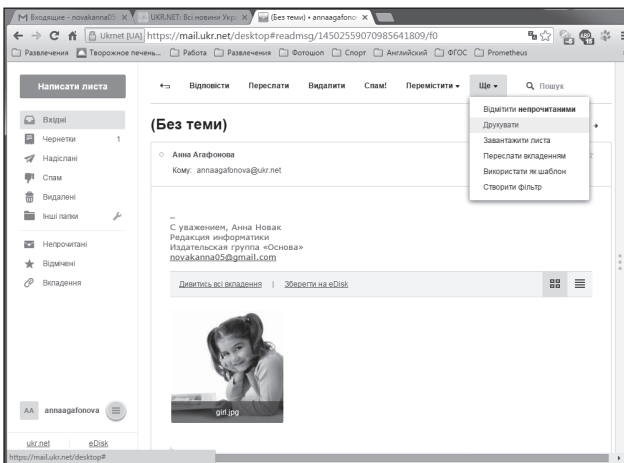 Входящие - novakanna05
UKR.NET: Всі новини Укра
(Без теми) • annaagafonov
Ukrnet [UA] https://mail.ukr.net/desktop#readmsg/14502559070985641809/f0
Развлечения Творожное печень... Работа Развлечения Фотошоп Спорт Английский ФГОС Prometheus
Написати листа
Відповісти Переслати Видалити Спам! Перемістити Ще Пошук
Вхідні
Чернетки 1
Надіслані
Спам
Видалені
Інші папки
Непрочитані
Відмічені
Вкладення
Відмітити непрочитаними
Друкувати
Завантажити листа
Переслати вкладенням
Використати як шаблон
Створити фільтр
(Без теми)
Анна Агафонова
Кому: annaagafonova@ukr.net
--
С уважением, Анна Новак
Редакция информатики
Издательская группа «Основа»
novakanna05@gmail.com
Дивитись всі вкладення | Зберегти на eDisk
girl.jpg
AA annaagafonova
ukr.net eDisk
https://mail.ukr.net/desktop#